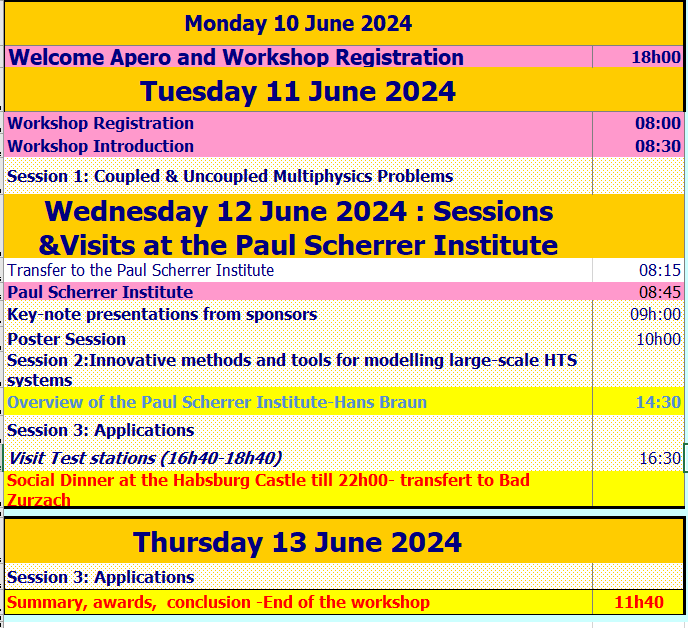 Monday 10 June 2024
Welcome Apero and Workshop Registration 18h00
Tuesday 11 June 2024
Workshop Registration 08:00
Workshop Introduction 08:30
Session 1: Coupled & Uncoupled Multiphysics Problems
Wednesday 12 June 2024 : Sessions
&Visits at the Paul Scherrer Institute
Transfer to the Paul Scherrer Institute 08:15
Paul Scherrer Institute 08:45
Key-note presentations from sponsors 09h:00
Poster Session 10h00
Session 2:Innovative methods and tools for modelling large-scale HTS
systems
Overview of the Paul Scherrer Institute-Hans Braun 14:30
Session 3: Applications
Visit Test stations (16h40-18h40) 16:30
Social Dinner at the Habsburg Castle till 22h00- transfert to Bad
Zurzach
Thursday 13 June 2024
Session 3: Applications
Summary, awards, conclusion -End of the workshop 11h40